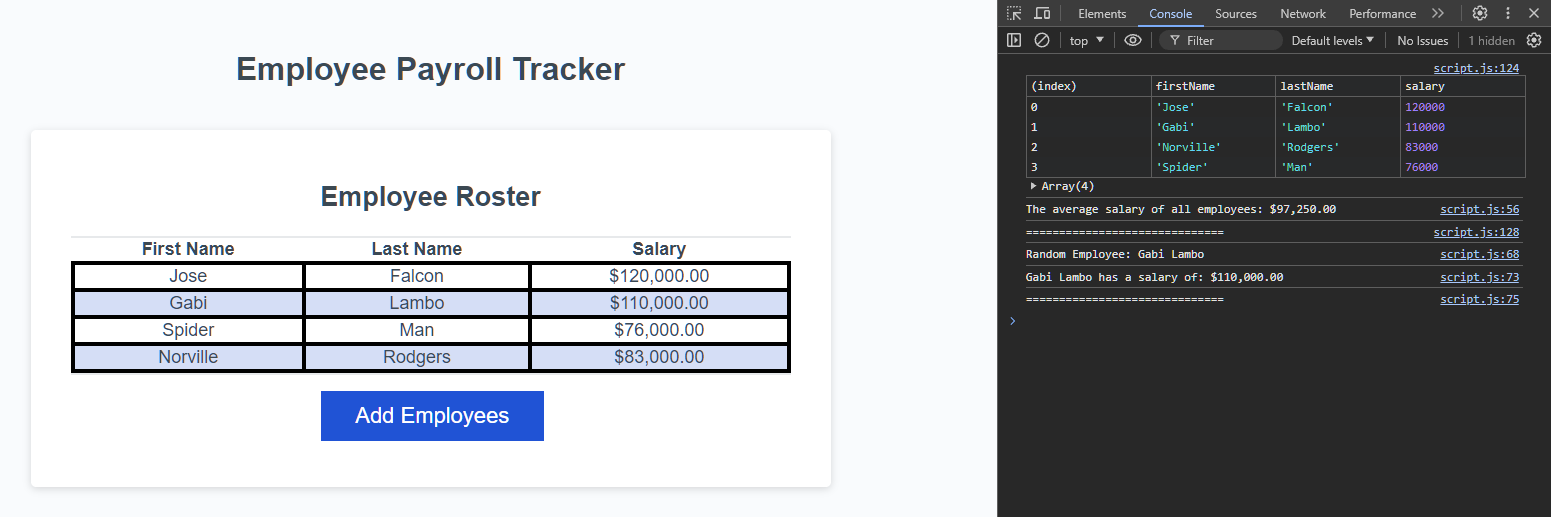 Employee Payroll Tracker
Employee Roster
First Name Last Name Salary
Jose Falcon $120,000.00
Gabi Lambo $110,000.00
Spider Man $76,000.00
Norville Rodgers $83,000.00
Add Employees
Elements Console Sources Network Performance
top Filter Default levels No Issues 1 hidden
script.js:124
(index) firstName lastName salary
0 'Jose' 'Falcon' 120000
1 'Gabi' 'Lambo' 110000
2 'Norville' 'Rodgers' 83000
3 'Spider' 'Man' 76000
Array(4)
The average salary of all employees: $97,250.00 script.js:56
============================== script.js:128
Random Employee: Gabi Lambo script.js:68
Gabi Lambo has a salary of: $110,000.00 script.js:73
============================== script.js:75